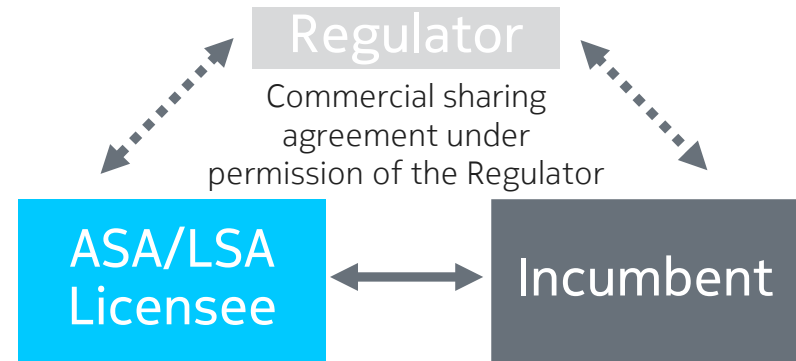 Regulator
Commercial sharing
agreement under
permission of the Regulator
ASA/LSA
Licensee
Incumbent